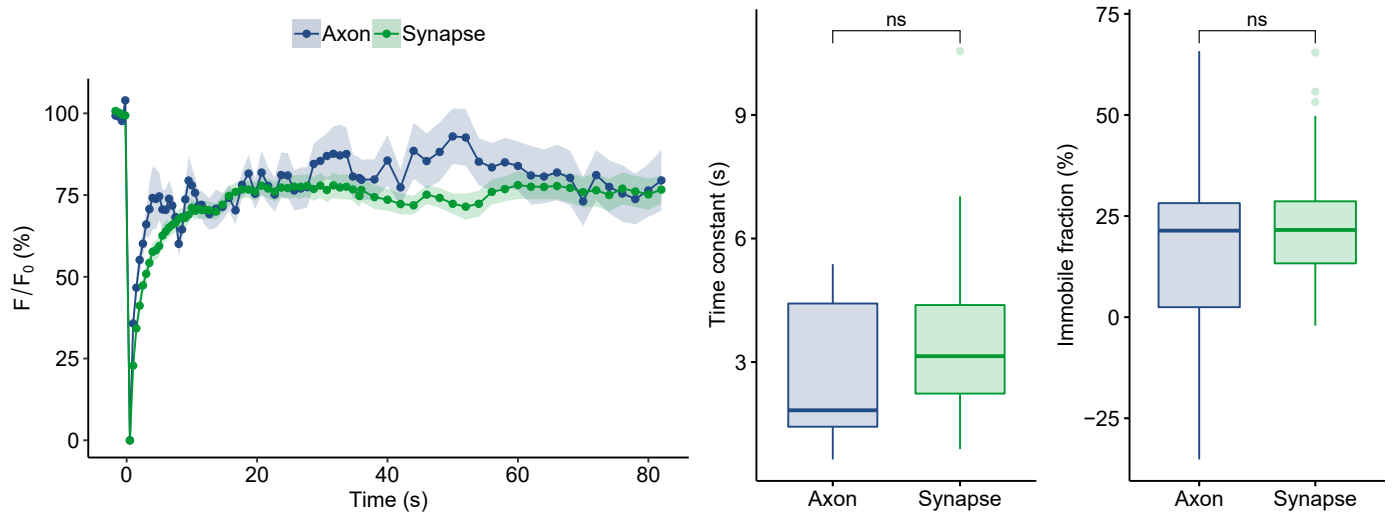 Axon Synapse
F/F0 (%)
100
75
50
25
0
0 20 40 60 80
Time (s)
ns
Time constant (s)
9
6
3
Axon Synapse
ns
Immobile fraction (%)
75
50
25
0
−25
Axon Synapse